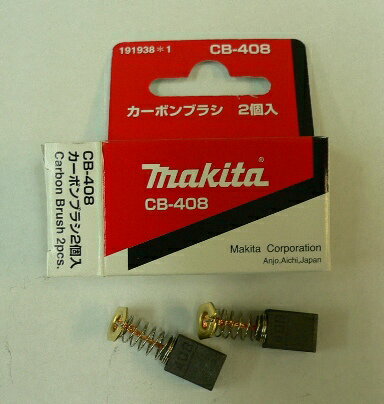 191938*1 CB-408
カーボンブラシ 2個入
makita®
CB-408
Makita Corporation
Anjo,Aichi,Japan
CB-408
カーボンブラシ2個入
Carbon Brush 2pcs.